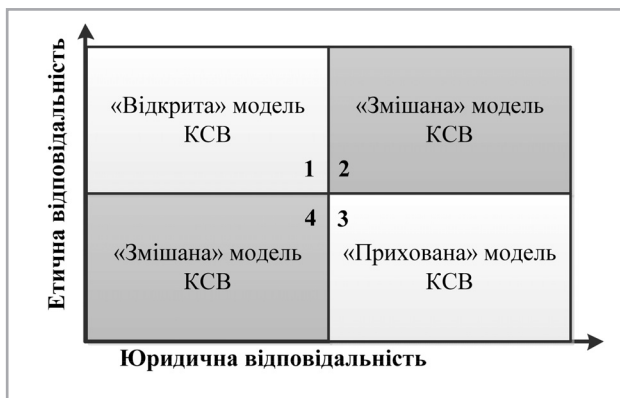 Етична відповідальність
«Відкрита» модель
КСВ
1
«Змішана» модель
КСВ
2
«Змішана» модель
КСВ
4
«Прихована» модель
КСВ
3
Юридична відповідальність